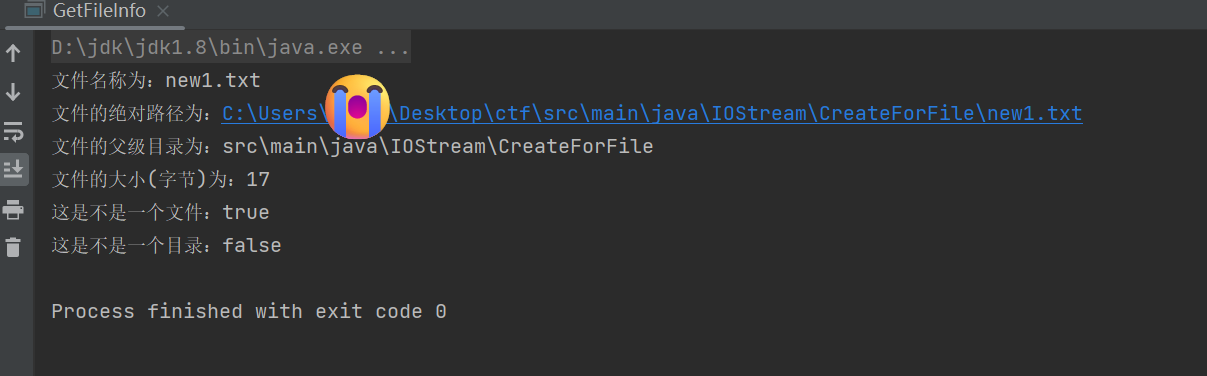 GetFileInfo
D:\jdk\jdk1.8\bin\java.exe ...
文件名称为：new1.txt
文件的绝对路径为：C:\Users\ \Desktop\ctf\src\main\java\IOStream\CreateForFile\new1.txt
文件的父级目录为：src\main\java\IOStream\CreateForFile
文件的大小(字节)为：17
这是不是一个文件：true
这是不是一个目录：false
Process finished with exit code 0